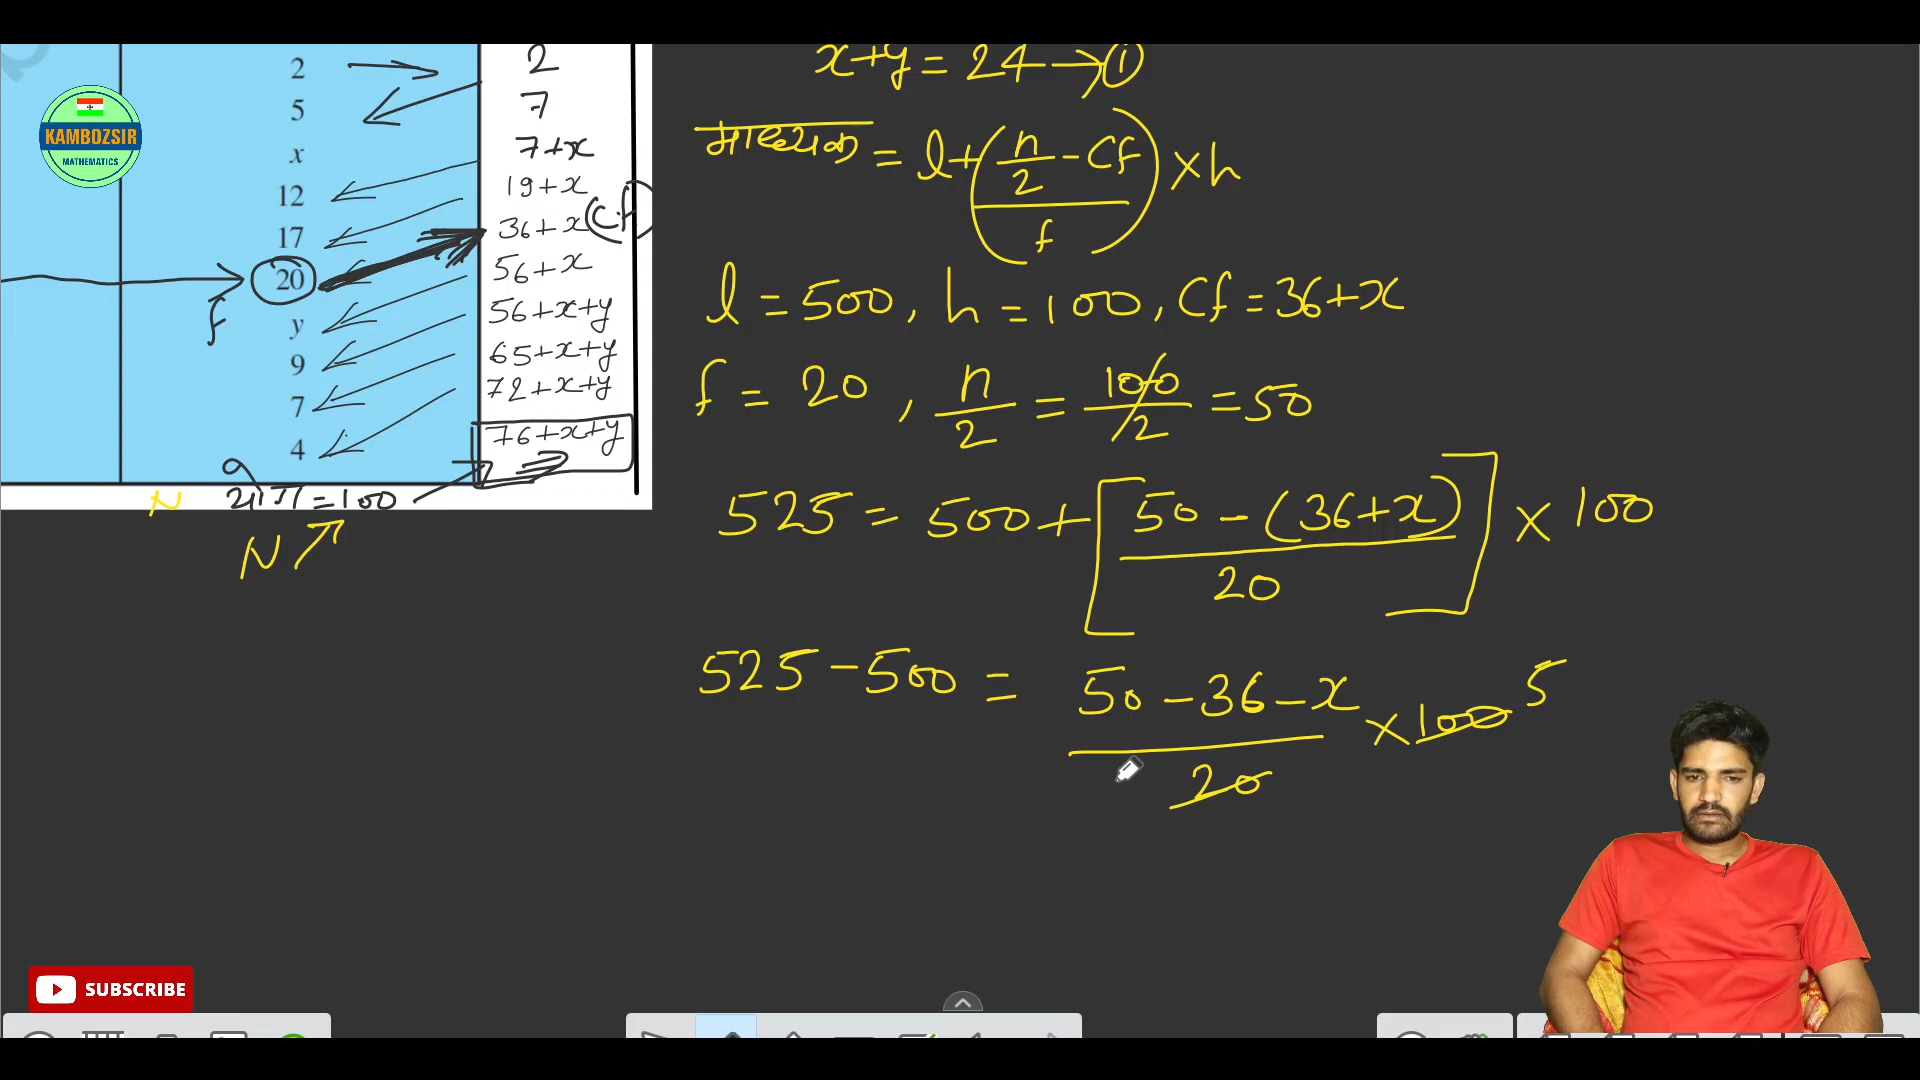 2 2
5 7
x 7+x
12 19+x
17 36+x (Cf)
20 56+x
f
y 56+x+y
9 65+x+y
7 72+x+y
4 76+x+y
N योग = 100
N
KAMBOZSIR
MATHEMATICS
x+y = 24 → ①
माध्यक = l+(n/2 - Cf / f) × h
l = 500, h = 100, Cf = 36+x
f = 20, n/2 = 100/2 = 50
525 = 500 + [50 - (36+x) / 20] × 100
525 - 500 = 50 - 36 - x / 20 × 100 5
SUBSCRIBE